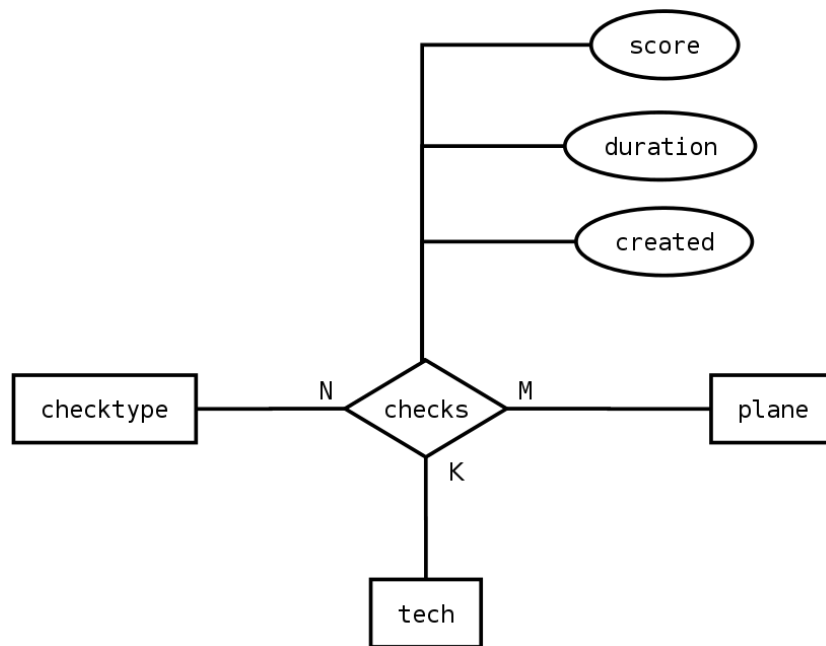 score
duration
created
N
M
checktype
checks
plane
K
tech